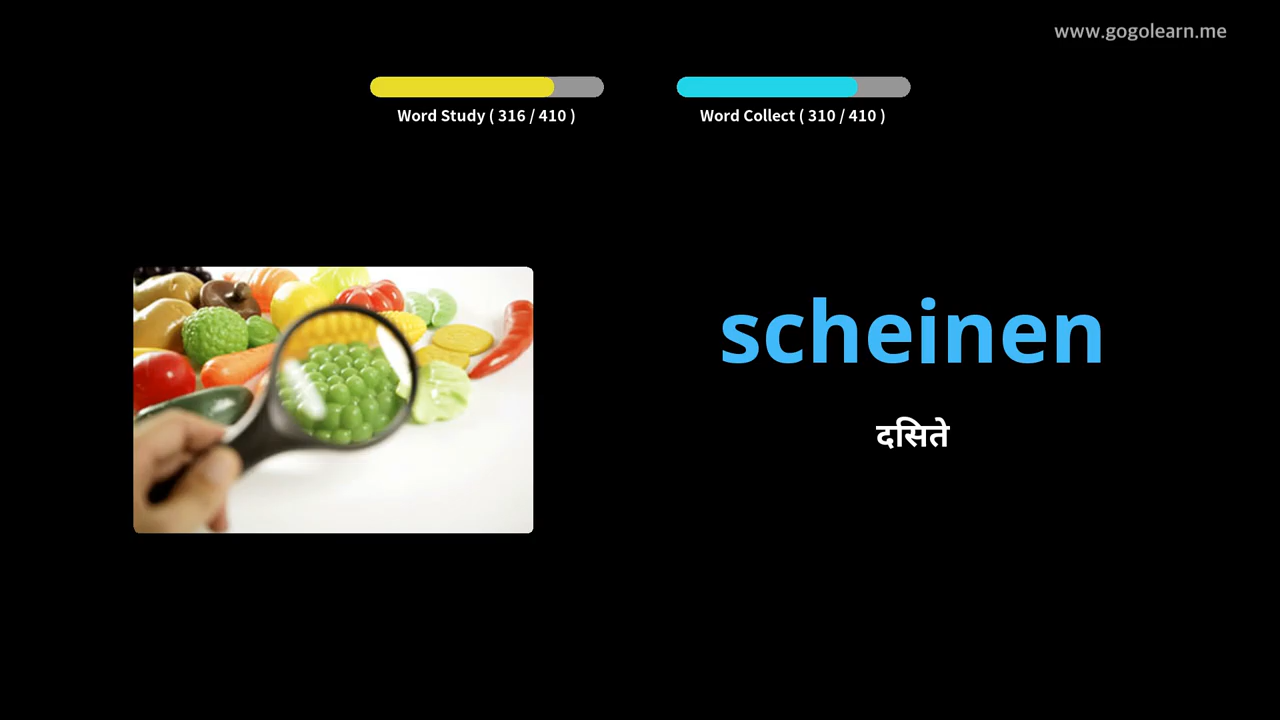 www.gogolearn.me
Word Study ( 316 / 410 )
Word Collect ( 310 / 410 )
scheinen
दसिते